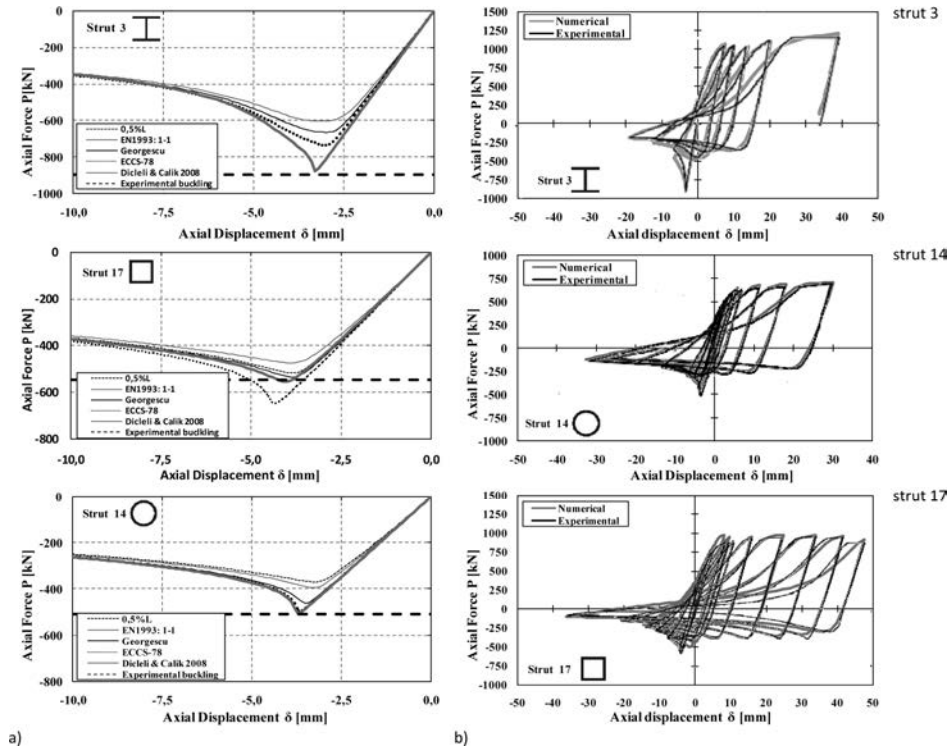 0
-200
-400
-600
-800
-1000
Axial Force P [kN]
Strut 3
0,5%L
EN1993: 1-1
Georgescu
ECCS-78
Dicleli & Calik 2008
Experimental buckling
-10,0
-7,5
-5,0
-2,5
0,0
Axial Displacement δ [mm]
0
-200
-400
-600
-800
Axial Force P [kN]
Strut 17
0,5%L
EN1993: 1-1
Georgescu
ECCS-78
Dicleli & Calik 2008
Experimental budkling
-10,0
-7,5
-5,0
-2,5
0,0
Axial Displacement δ [mm]
0
-200
-400
-600
-800
Axial Force P [kN]
Strut 14
0,5%L
EN1993: 1-1
Georgescu
ECCS-78
Dicleli & Calik 2008
Experimental buckling
-10,0
-7,5
-5,0
-2,5
0,0
Axial Displacement δ [mm]
a)
strut 3
1500
1250
1000
750
500
250
0
-250
-500
-750
1000
Axial Force P [kN]
Numerical
Experimental
Strut 3
-50
-40
-30
-20
-10
0
10
20
30
40
50
Axial displacement δ [mm]
strut 14
1000
750
500
250
0
-250
-500
-750
-1000
Axial Force P [kN]
Numerical
Experimental
Strut 14
-50
-40
-30
-20
-10
0
10
20
30
40
Axial Displacement δ [mm]
strut 17
1500
1250
1000
750
500
250
0
-250
-500
-750
-1000
Axial Force P [kN]
Numerical
Experimental
Strut 17
-50
-40
-30
-20
-10
0
10
20
30
40
50
Axial displacement δ [mm]
b)